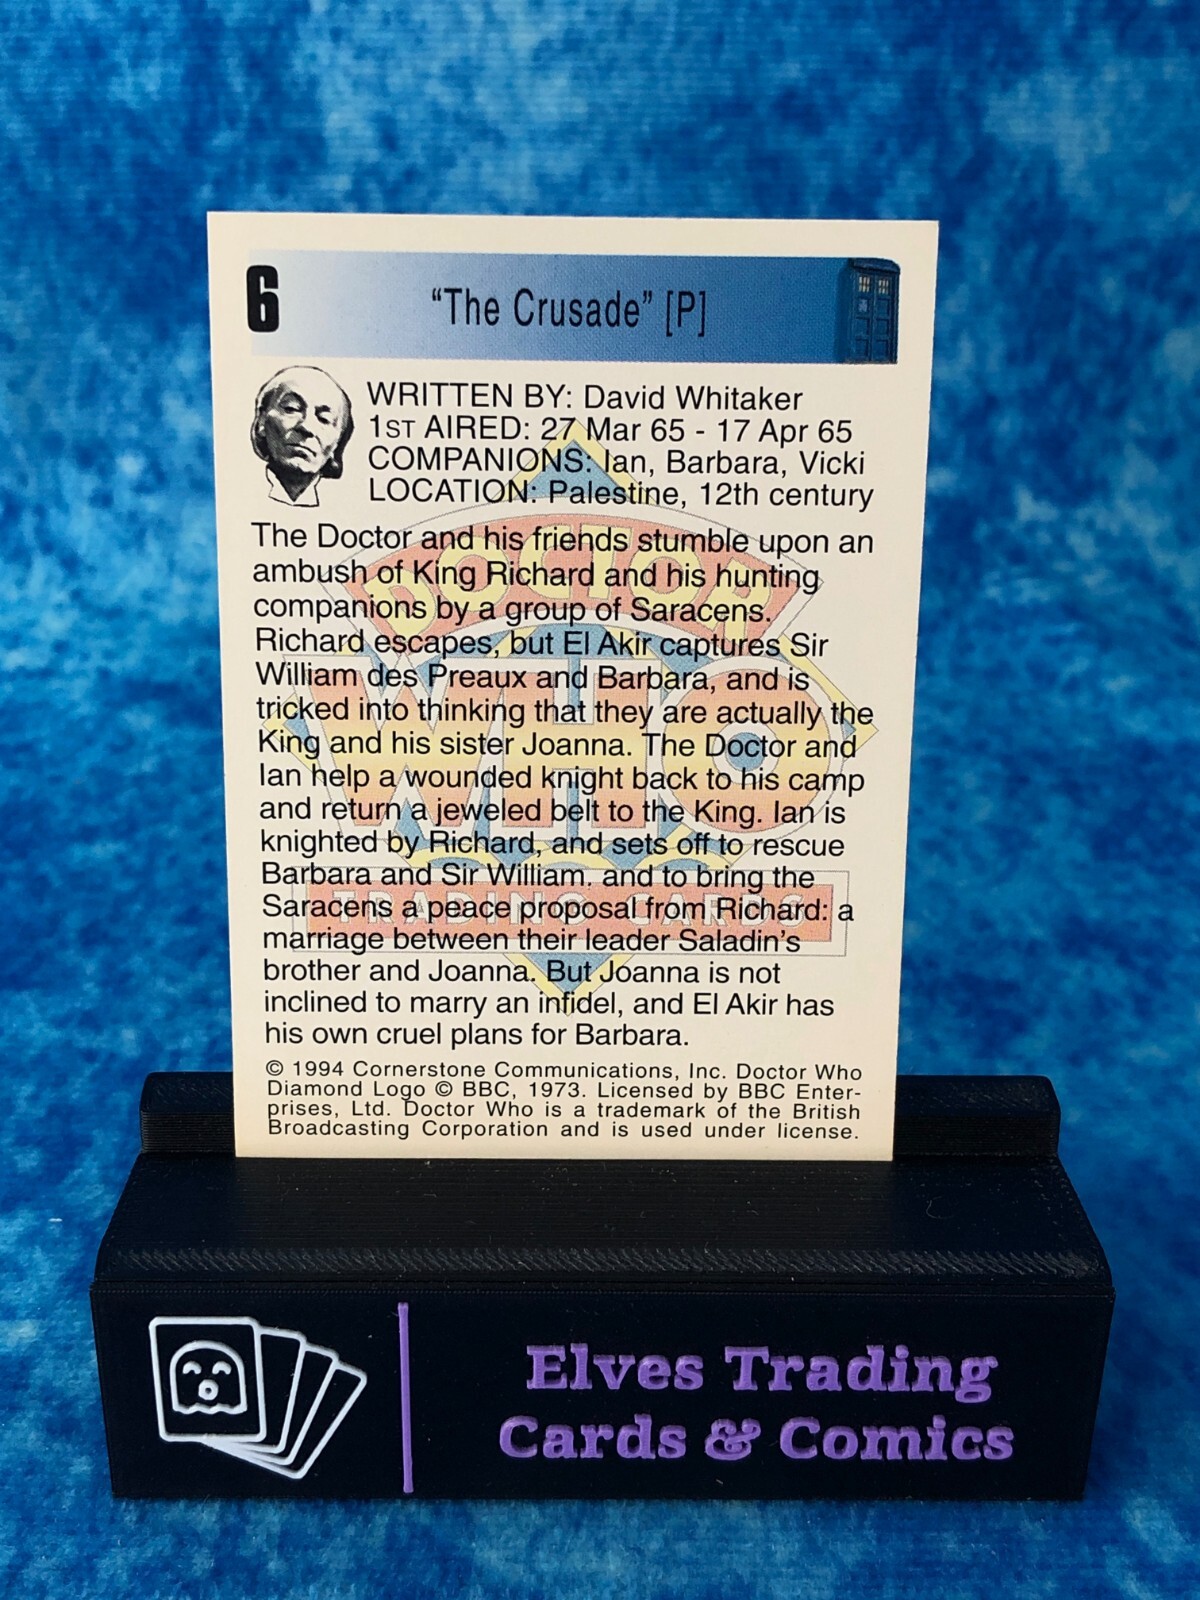 6
“The Crusade” [P]
WRITTEN BY: David Whitaker
1ST AIRED: 27 Mar 65 - 17 Apr 65
COMPANIONS: Ian, Barbara, Vicki
LOCATION: Palestine, 12th century
The Doctor and his friends stumble upon an
ambush of King Richard and his hunting
companions by a group of Saracens.
Richard escapes, but El Akir captures Sir
William des Preaux and Barbara, and is
tricked into thinking that they are actually the
King and his sister Joanna. The Doctor and
Ian help a wounded knight back to his camp
and return a jeweled belt to the King. Ian is
knighted by Richard, and sets off to rescue
Barbara and Sir William. and to bring the
Saracens a peace proposal from Richard: a
marriage between their leader Saladin’s
brother and Joanna. But Joanna is not
inclined to marry an infidel, and El Akir has
his own cruel plans for Barbara.
DOCTOR
WHO
TRADING CARDS
© 1994 Cornerstone Communications, Inc. Doctor Who
Diamond Logo © BBC, 1973. Licensed by BBC Enter-
prises, Ltd. Doctor Who is a trademark of the British
Broadcasting Corporation and is used under license.
Elves Trading
Cards & Comics